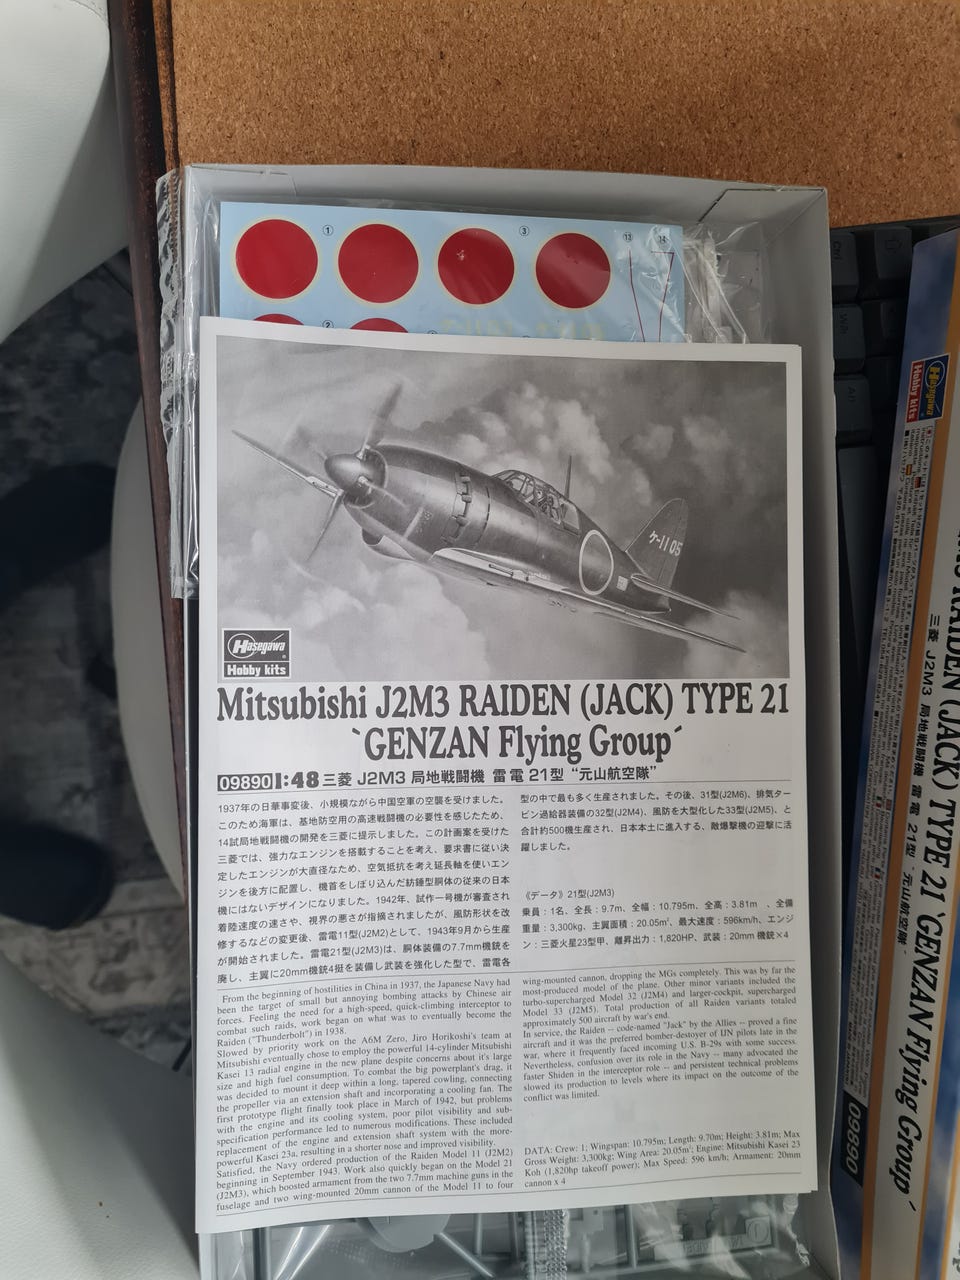 1
3
13
14
2
ケ-1105
Hasegawa
Hobby kits
Mitsubishi J2M3 RAIDEN (JACK) TYPE 21
`GENZAN Flying Group´
09890 1:48 三菱 J2M3 局地戦闘機 雷電 21型 “元山航空隊”
1937年の日華事変後、小規模ながら中国空軍の空襲を受けました。
このため海軍は、基地防空用の高速戦闘機の必要性を感じたため、
14試局地戦闘機の開発を三菱に提示しました。この計画案を受けた
三菱では、強力なエンジンを搭載することを考え、要求書に従い決
定したエンジンが大直径なため、空気抵抗を考え延長軸を使いエン
ジンを後方に配置し、機首をしぼり込んだ紡錘型胴体の従来の日本
機にはないデザインになりました。1942年、試作一号機が審査され
着陸速度の速さや、視界の悪さが指摘されましたが、風防形状を改
修するなどの変更後、雷電11型(J2M2)として、1943年9月から生産
が開始されました。雷電21型(J2M3)は、胴体装備の7.7mm機銃を
廃し、主翼に20mm機銃4挺を装備し武装を強化した型で、雷電各
型の中で最も多く生産されました。その後、31型(J2M6)、排気ター
ビン過給器装備の32型(J2M4)、風防を大型化した33型(J2M5)、と
合計約500機生産され、日本本土に進入する、敵爆撃機の迎撃に活
躍しました。
《データ》21型(J2M3)
乗員：1名、全長：9.7m、全幅：10.795m、全高：3.81m 、全備
重量：3,300kg、主翼面積：20.05m²、最大速度：596km/h、エンジ
ン：三菱火星23型甲、離昇出力：1,820HP、武装：20mm 機銃×4
From the beginning of hostilities in China in 1937, the Japanese Navy had
been the target of small but annoying bombing attacks by Chinese air
forces. Feeling the need for a high-speed, quick-climbing interceptor to
combat such raids, work began on what was to eventually become the
Raiden ("Thunderbolt") in 1938.
Slowed by priority work on the A6M Zero, Jiro Horikoshi's team at
Mitsubishi eventually chose to employ the powerful 14-cylinder Mitsubishi
Kasei 13 radial engine in the new plane despite concerns about it's large
size and high fuel consumption. To combat the big powerplant's drag, it
was decided to mount it deep within a long, tapered cowling, connecting
the propeller via an extension shaft and incorporating a cooling fan. The
first prototype flight finally took place in March of 1942, but problems
with the engine and its cooling system, poor pilot visibility and sub-
specification performance led to numerous modifications. These included
replacement of the engine and extension shaft system with the more-
powerful Kasei 23a, resulting in a shorter nose and improved visibility.
Satisfied, the Navy ordered production of the Raiden Model 11 (J2M2)
beginning in September 1943. Work also quickly began on the Model 21
(J2M3), which boosted armament from the two 7.7mm machine guns in the
fuselage and two wing-mounted 20mm cannon of the Model 11 to four
wing-mounted cannon, dropping the MGs completely. This was by far the
most-produced model of the plane. Other minor variants included the
turbo-supercharged Model 32 (J2M4) and larger-cockpit, supercharged
Model 33 (J2M5). Total production of all Raiden variants totaled
approximately 500 aircraft by war's end.
In service, the Raiden -- code-named "Jack" by the Allies -- proved a fine
aircraft and it was the preferred bomber-destroyer of IJN pilots late in the
war, where it frequently faced incoming U.S. B-29s with some success.
Nevertheless, confusion over its role in the Navy -- many advocated the
faster Shiden in the interceptor role -- and persistent technical problems
slowed its production to levels where its impact on the outcome of the
conflict was limited.
DATA: Crew: 1; Wingspan: 10.795m; Length: 9.70m; Height: 3.81m; Max
Gross Weight: 3,300kg; Wing Area: 20.05m²; Engine: Mitsubishi Kasei 23
Koh (1,820hp takeoff power); Max Speed: 596 km/h; Armament: 20mm
cannon x 4
Hasegawa
Hobby kits
RAIDEN (JACK) TYPE 21 `GENZAN Flying Group´
三菱 J2M3 局地戦闘機 雷電 21型 “元山航空隊”
09890
Ctrl
Alt